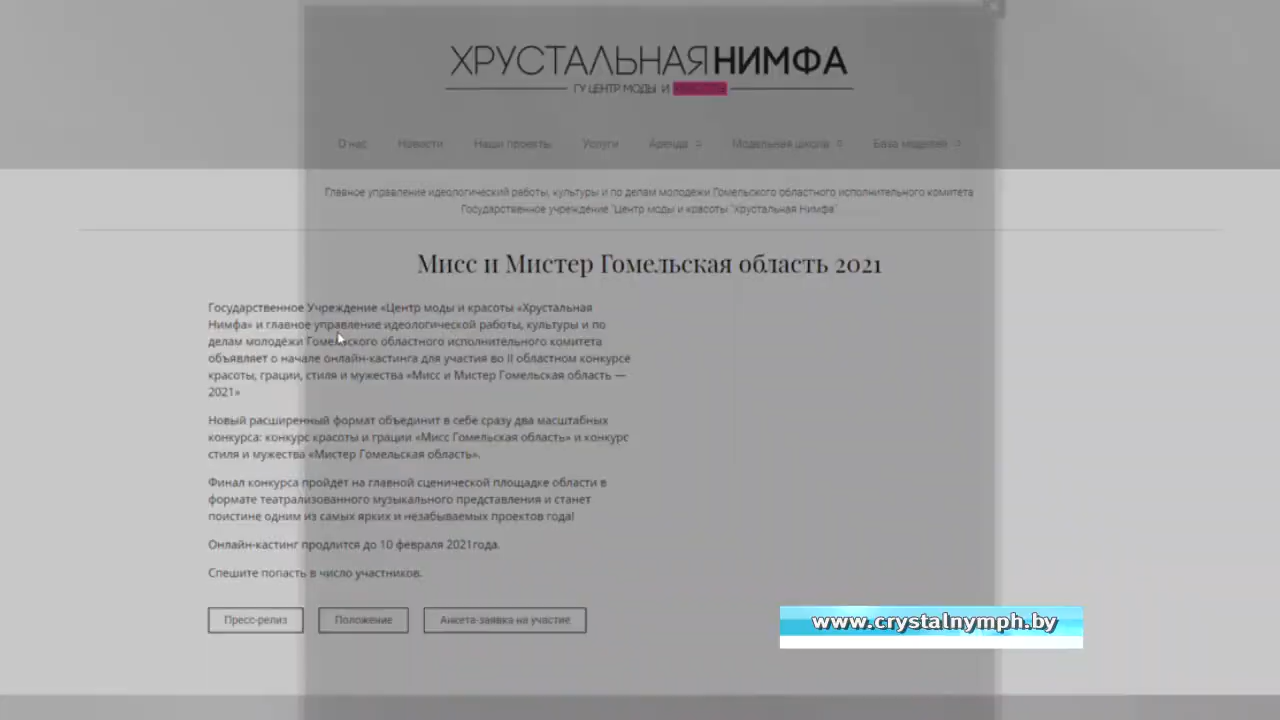 ХРУСТАЛЬНАЯНИМФА
ГУ ЦЕНТР МОДЫ И КРАСОТЫ
О нас Новости Наши проекты Услуги Аренда Модельная школа База моделей
Главное управление идеологический работы, культуры и по делам молодежи Гомельского областного исполнительного комитета
Государственное учреждение "Центр моды и красоты "Хрустальная Нимфа"
Мисс и Мистер Гомельская область 2021
Государственное Учреждение «Центр моды и красоты «Хрустальная
Нимфа» и главное управление идеологической работы, культуры и по
делам молодёжи Гомельского областного исполнительного комитета
объявляет о начале онлайн-кастинга для участия во II областном конкурсе
красоты, грации, стиля и мужества «Мисс и Мистер Гомельская область —
2021»
Новый расширенный формат объединит в себе сразу два масштабных
конкурса: конкурс красоты и грации «Мисс Гомельская область» и конкурс
стиля и мужества «Мистер Гомельская область».
Финал конкурса пройдёт на главной сценической площадке области в
формате театрализованного музыкального представления и станет
поистине одним из самых ярких и незабываемых проектов года!
Онлайн-кастинг продлится до 10 февраля 2021года.
Спешите попасть в число участников.
Пресс-релиз Положение Анкета-заявка на участие
www.crystalnymph.by